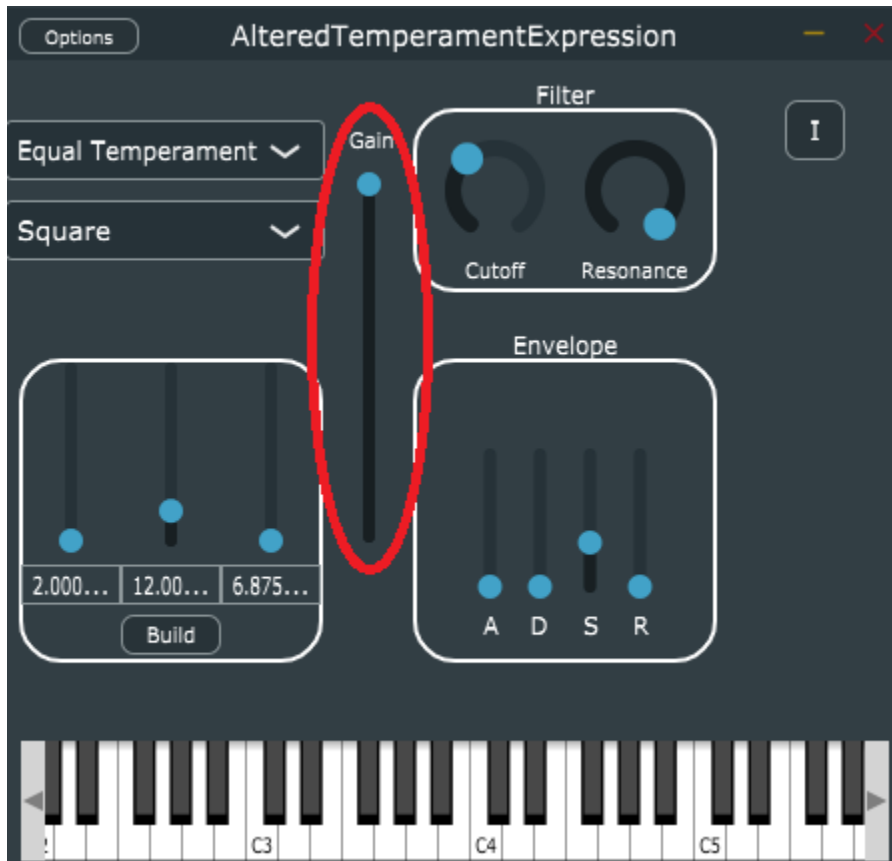 Options
AlteredTemperamentExpression
Filter
Equal Temperament
Gain
I
Square
Cutoff
Resonance
Envelope
2.000...
12.00...
6.875...
Build
A D S R
C3
C4
C5